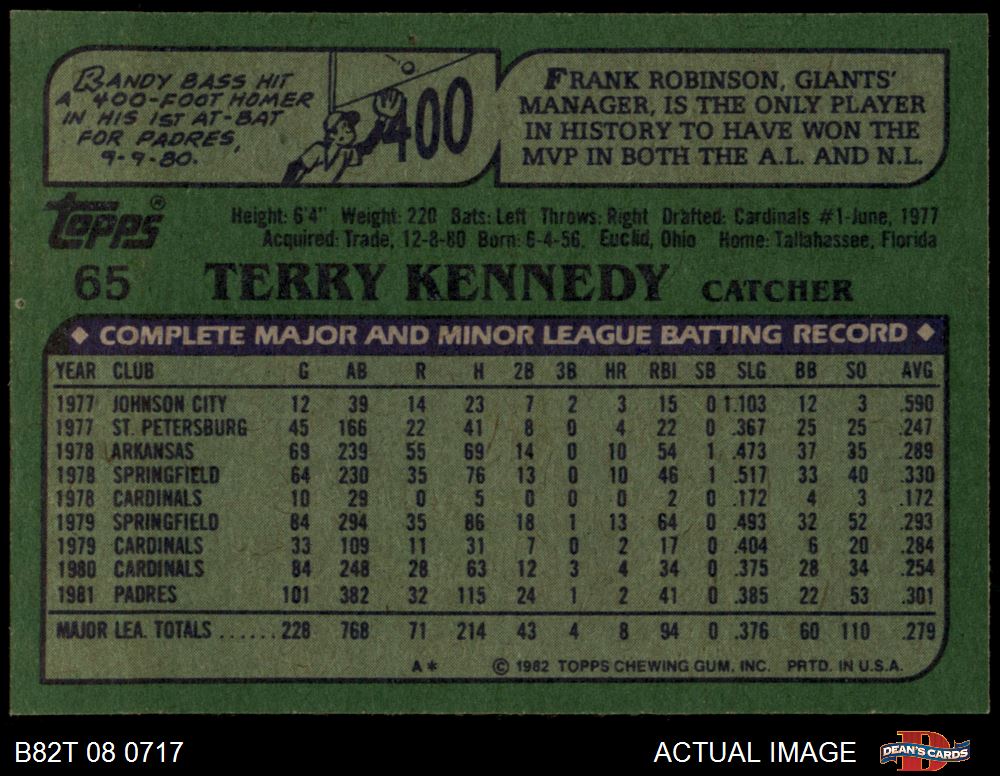 RANDY BASS HIT
A 400-FOOT HOMER
IN HIS 1ST AT-BAT
FOR PADRES,
9-9-80.
400
FRANK ROBINSON, GIANTS'
MANAGER, IS THE ONLY PLAYER
IN HISTORY TO HAVE WON THE
MVP IN BOTH THE A.L. AND N.L.
topps®
Height: 6'4" Weight: 220 Bats: Left Throws: Right Drafted: Cardinals #1-June, 1977
Acquired: Trade, 12-8-80 Born: 6-4-56, Euclid, Ohio Home: Tallahassee, Florida
65 TERRY KENNEDY CATCHER
◆ COMPLETE MAJOR AND MINOR LEAGUE BATTING RECORD ◆
YEAR CLUB G AB R H 2B 3B HR RBI SB SLG BB SO AVG
1977 JOHNSON CITY 12 39 14 23 7 2 3 15 0 1.103 12 3 .590
1977 ST. PETERSBURG 45 166 22 41 8 0 4 22 0 .367 25 25 .247
1978 ARKANSAS 69 239 55 69 14 0 10 54 1 .473 37 35 .289
1978 SPRINGFIELD 64 230 35 76 13 0 10 46 1 .517 33 40 .330
1978 CARDINALS 10 29 0 5 0 0 0 2 0 .172 4 3 .172
1979 SPRINGFIELD 84 294 35 86 18 1 13 64 0 .493 32 52 .293
1979 CARDINALS 33 109 11 31 7 0 2 17 0 .404 6 20 .284
1980 CARDINALS 84 248 28 63 12 3 4 34 0 .375 28 34 .254
1981 PADRES 101 382 32 115 24 1 2 41 0 .385 22 53 .301
MAJOR LEA. TOTALS ...... 228 768 71 214 43 4 8 94 0 .376 60 110 .279
A* © 1982 TOPPS CHEWING GUM, INC. PRTD. IN U.S.A.
B82T 08 0717 ACTUAL IMAGE DEAN'S CARDS